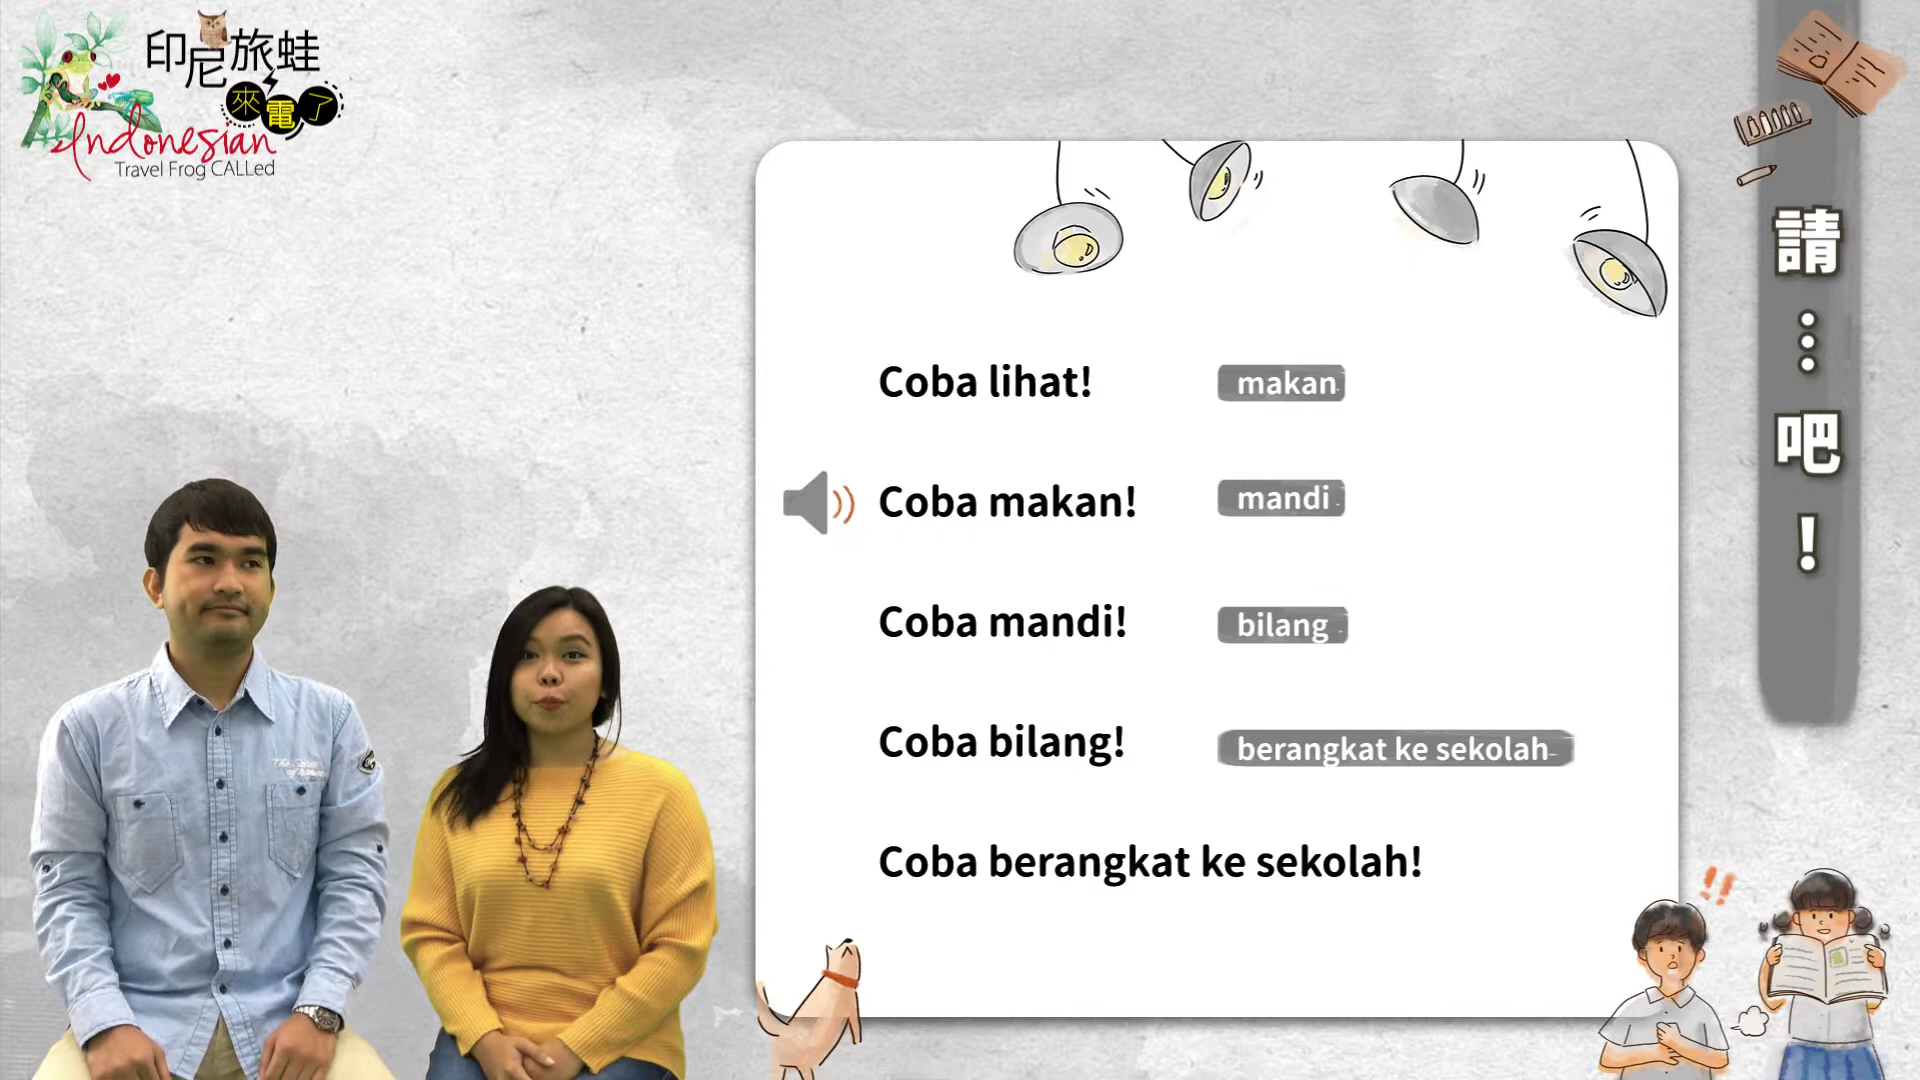 印尼旅蛙
來電了
Indonesian
Travel Frog CALLed
Coba lihat!
makan
Coba makan!
mandi
Coba mandi!
bilang
Coba bilang!
berangkat ke sekolah
Coba berangkat ke sekolah!
請…吧!